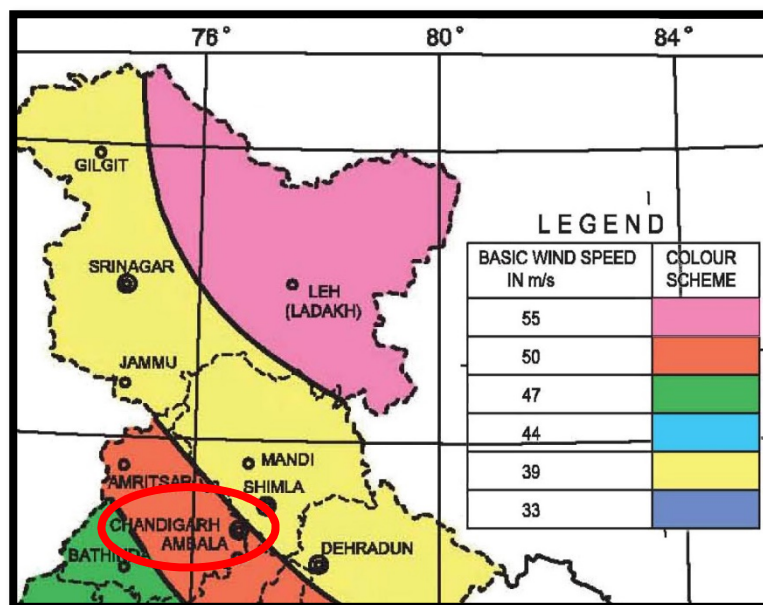 76°
80°
84°
GILGIT
SRINAGAR
LEH
(LADAKH)
JAMMU
MANDI
AMRITSAR
SHIMLA
CHANDIGARH
AMBALA
BATHINDA
DEHRADUN
LEGEND
BASIC WIND SPEED
IN m/s
COLOUR
SCHEME
55
50
47
44
39
33